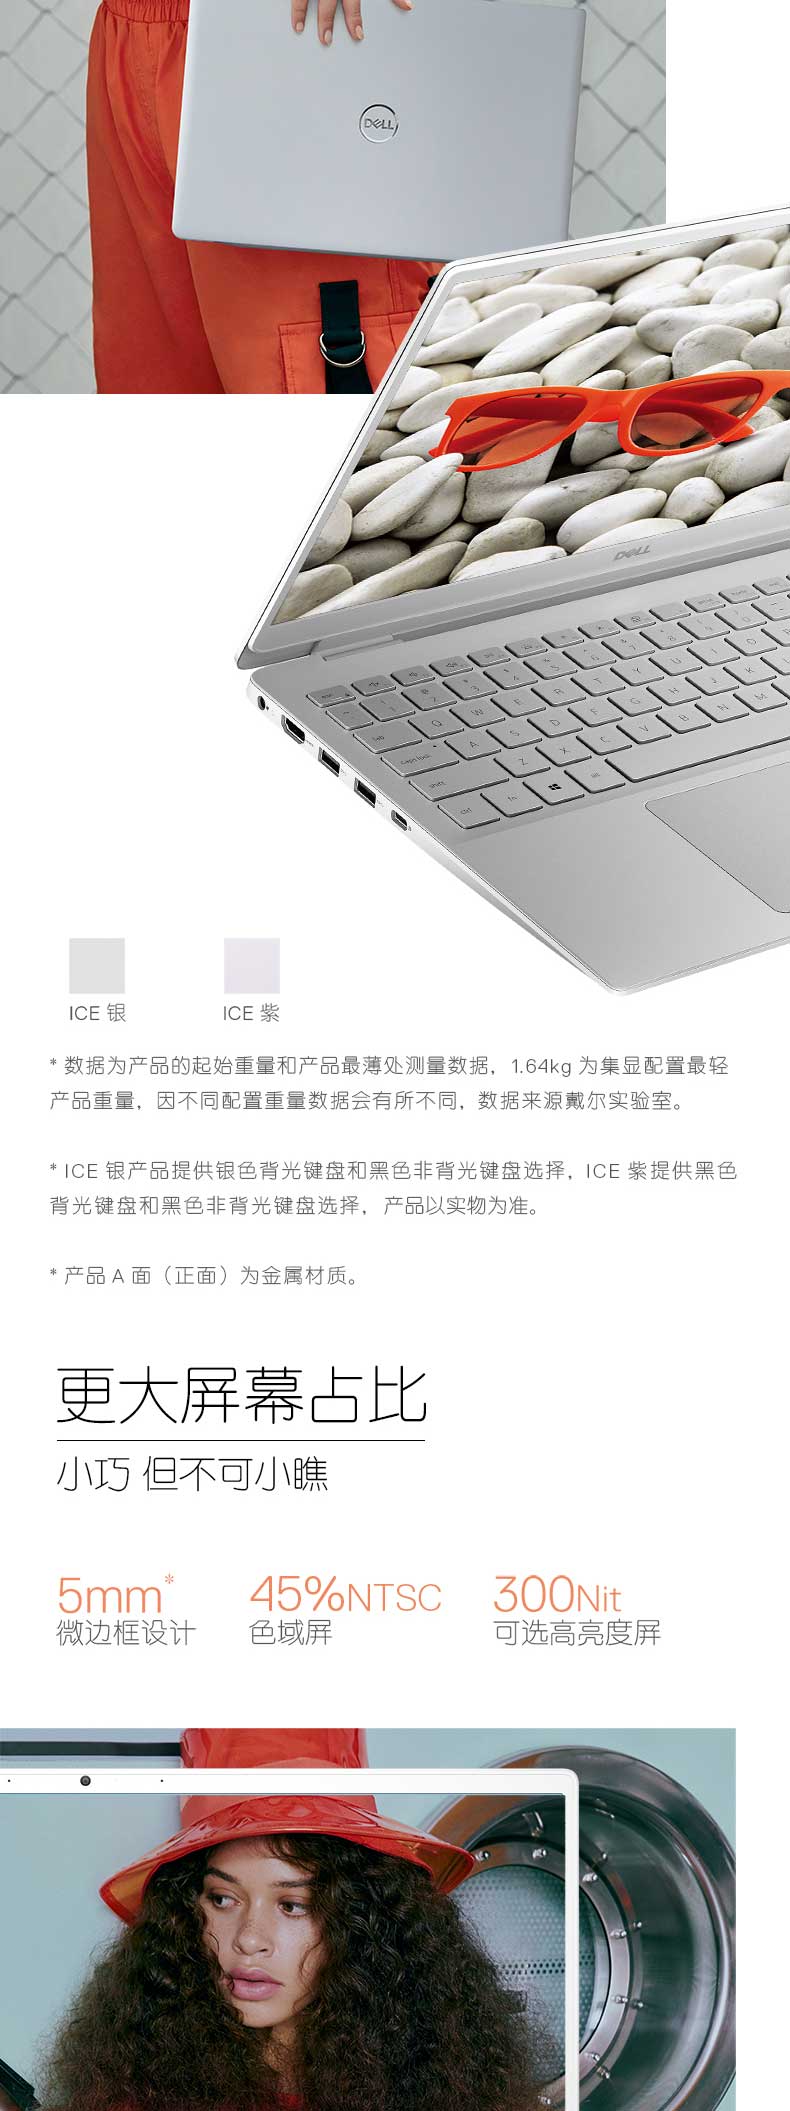 DELL
DELL
ICE 银
ICE 紫
* 数据为产品的起始重量和产品最薄处测量数据，1.64kg 为集显配置最轻
产品重量，因不同配置重量数据会有所不同，数据来源戴尔实验室。
* ICE 银产品提供银色背光键盘和黑色非背光键盘选择，ICE 紫提供黑色
背光键盘和黑色非背光键盘选择， 产品以实物为准。
* 产品 A 面（正面）为金属材质。
更大屏幕占比
小巧 但不可小瞧
5mm*
微边框设计
45%NTSC
色域屏
300Nit
可选高亮度屏